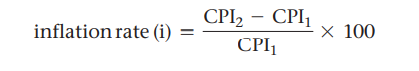 inflation rate (i) = CPI₂ − CPI₁ / CPI₁ × 100